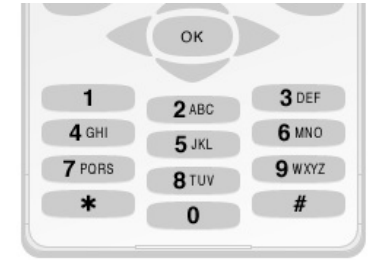 OK
1 2 ABC 3 DEF
4 GHI 5 JKL 6 MNO
7 PQRS 8 TUV 9 WXYZ
* 0 #